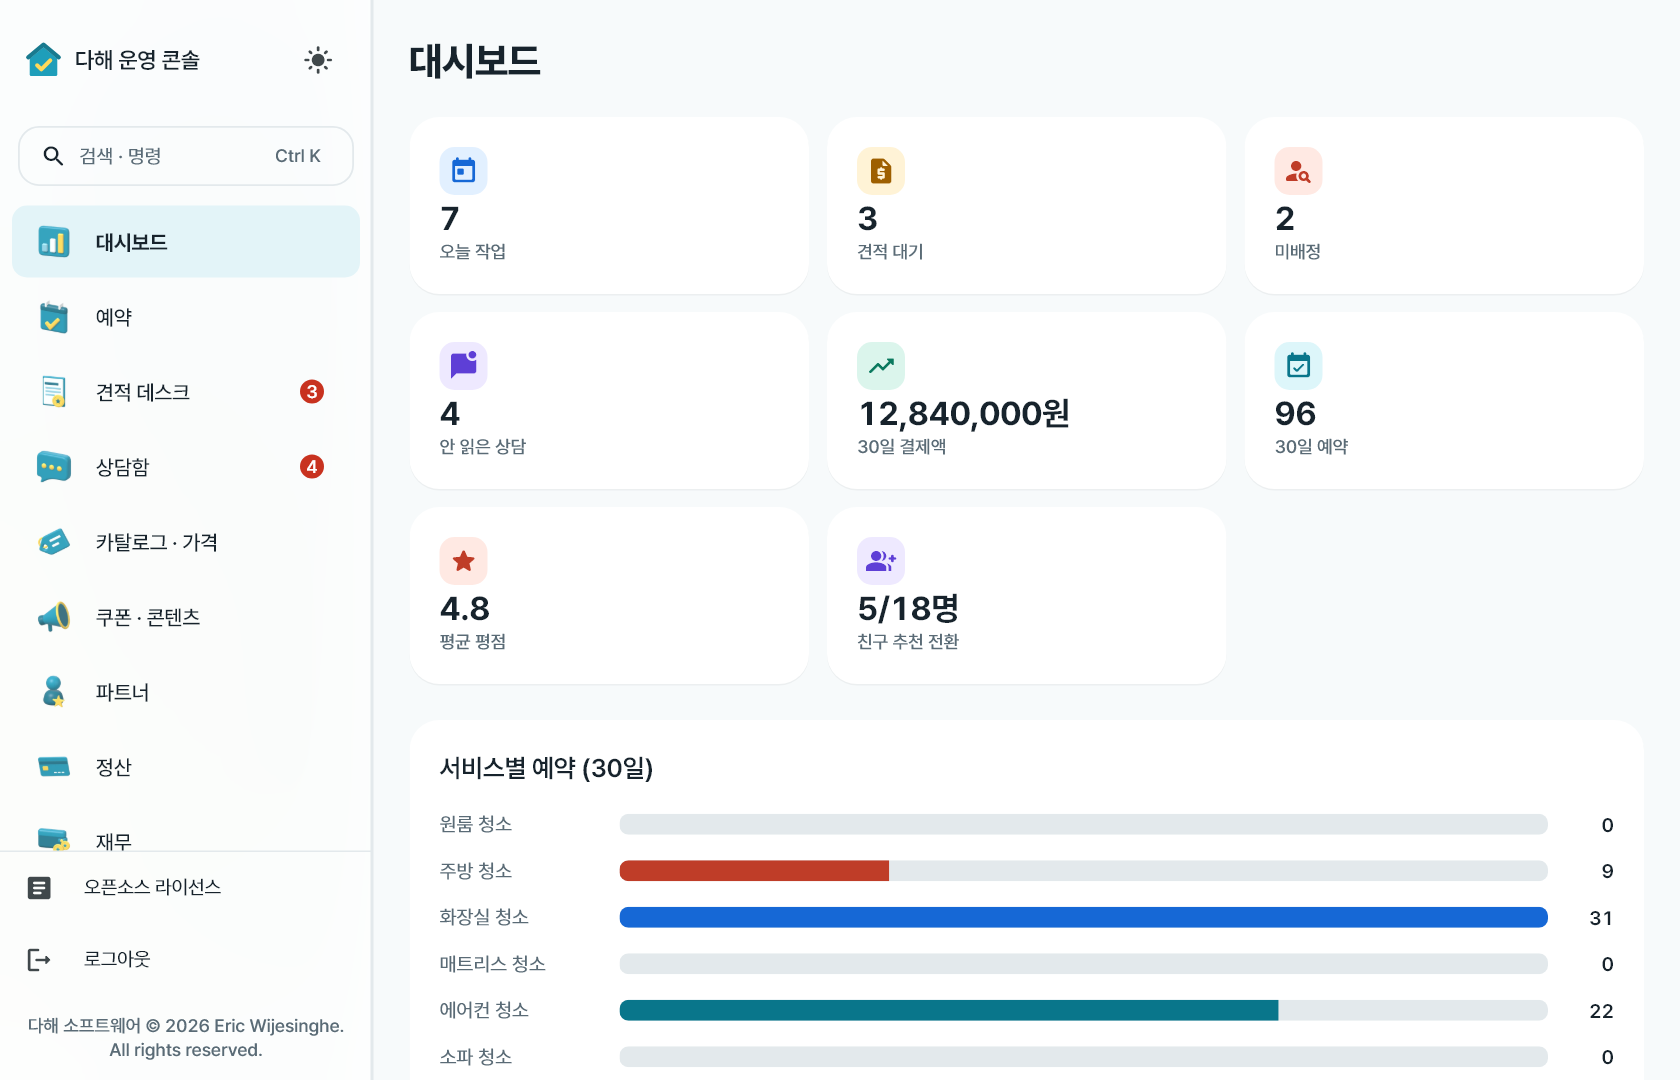 다해 운영 콘솔
검색 · 명령 Ctrl K
대시보드
예약
견적 데스크 3
상담함 4
카탈로그 · 가격
쿠폰 · 콘텐츠
파트너
정산
재무
오픈소스 라이선스
로그아웃
다해 소프트웨어 © 2026 Eric Wijesinghe.
All rights reserved.
대시보드
7
오늘 작업
3
견적 대기
2
미배정
4
안 읽은 상담
12,840,000원
30일 결제액
96
30일 예약
4.8
평균 평점
5/18명
친구 추천 전환
서비스별 예약 (30일)
원룸 청소 0
주방 청소 9
화장실 청소 31
매트리스 청소 0
에어컨 청소 22
소파 청소 0